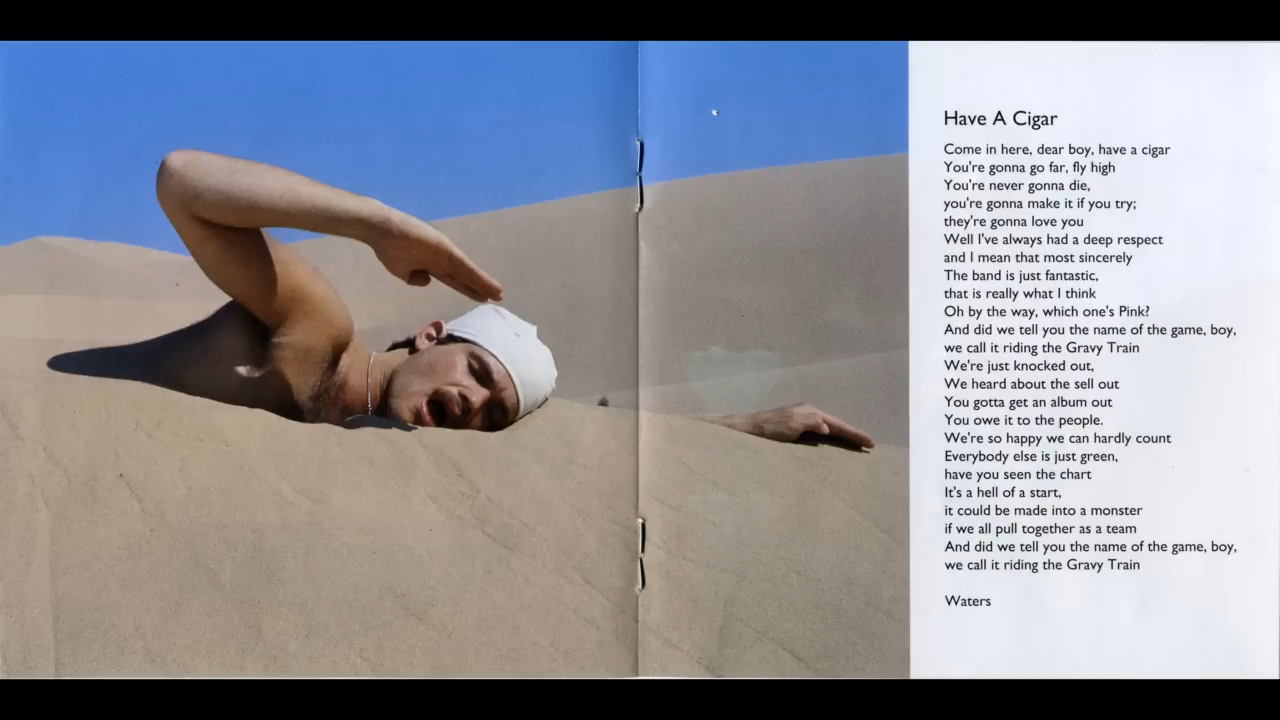 Have A Cigar
Come in here, dear boy, have a cigar
You're gonna go far, fly high
You're never gonna die,
you're gonna make it if you try;
they're gonna love you
Well I've always had a deep respect
and I mean that most sincerely
The band is just fantastic,
that is really what I think
Oh by the way, which one's Pink?
And did we tell you the name of the game, boy,
we call it riding the Gravy Train
We're just knocked out,
We heard about the sell out
You gotta get an album out
You owe it to the people.
We're so happy we can hardly count
Everybody else is just green,
have you seen the chart
It's a hell of a start,
it could be made into a monster
if we all pull together as a team
And did we tell you the name of the game, boy,
we call it riding the Gravy Train
Waters